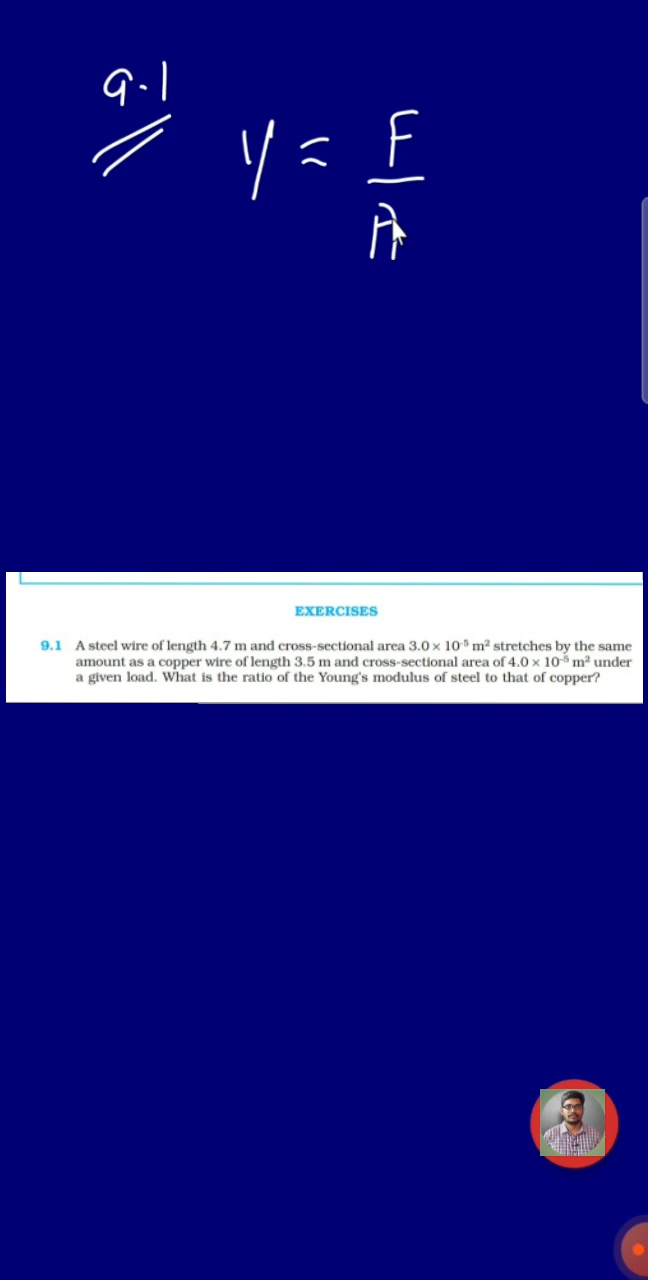 9.1
Y = F
A
EXERCISES
9.1 A steel wire of length 4.7 m and cross-sectional area 3.0 × 10⁻⁵ m² stretches by the same
amount as a copper wire of length 3.5 m and cross-sectional area of 4.0 × 10⁻⁵ m² under
a given load. What is the ratio of the Young's modulus of steel to that of copper?